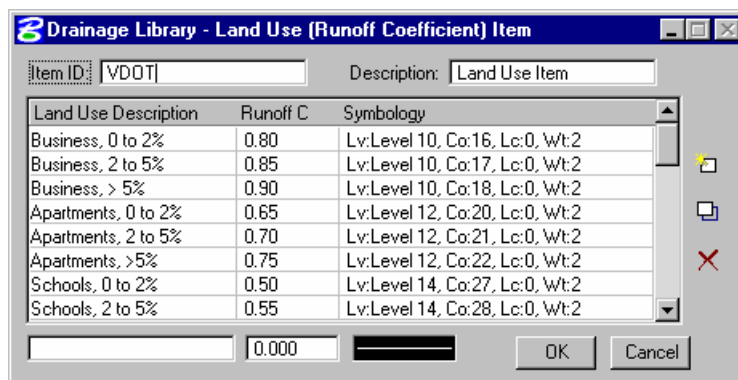 Drainage Library - Land Use (Runoff Coefficient) Item
Item ID: VDOT Description: Land Use Item
Land Use Description Runoff C Symbology
Business, 0 to 2% 0.80 Lv:Level 10, Co:16, Lc:0, Wt:2
Business, 2 to 5% 0.85 Lv:Level 10, Co:17, Lc:0, Wt:2
Business, > 5% 0.90 Lv:Level 10, Co:18, Lc:0, Wt:2
Apartments, 0 to 2% 0.65 Lv:Level 12, Co:20, Lc:0, Wt:2
Apartments, 2 to 5% 0.70 Lv:Level 12, Co:21, Lc:0, Wt:2
Apartments, >5% 0.75 Lv:Level 12, Co:22, Lc:0, Wt:2
Schools, 0 to 2% 0.50 Lv:Level 14, Co:27, Lc:0, Wt:2
Schools, 2 to 5% 0.55 Lv:Level 14, Co:28, Lc:0, Wt:2
0.000 OK Cancel